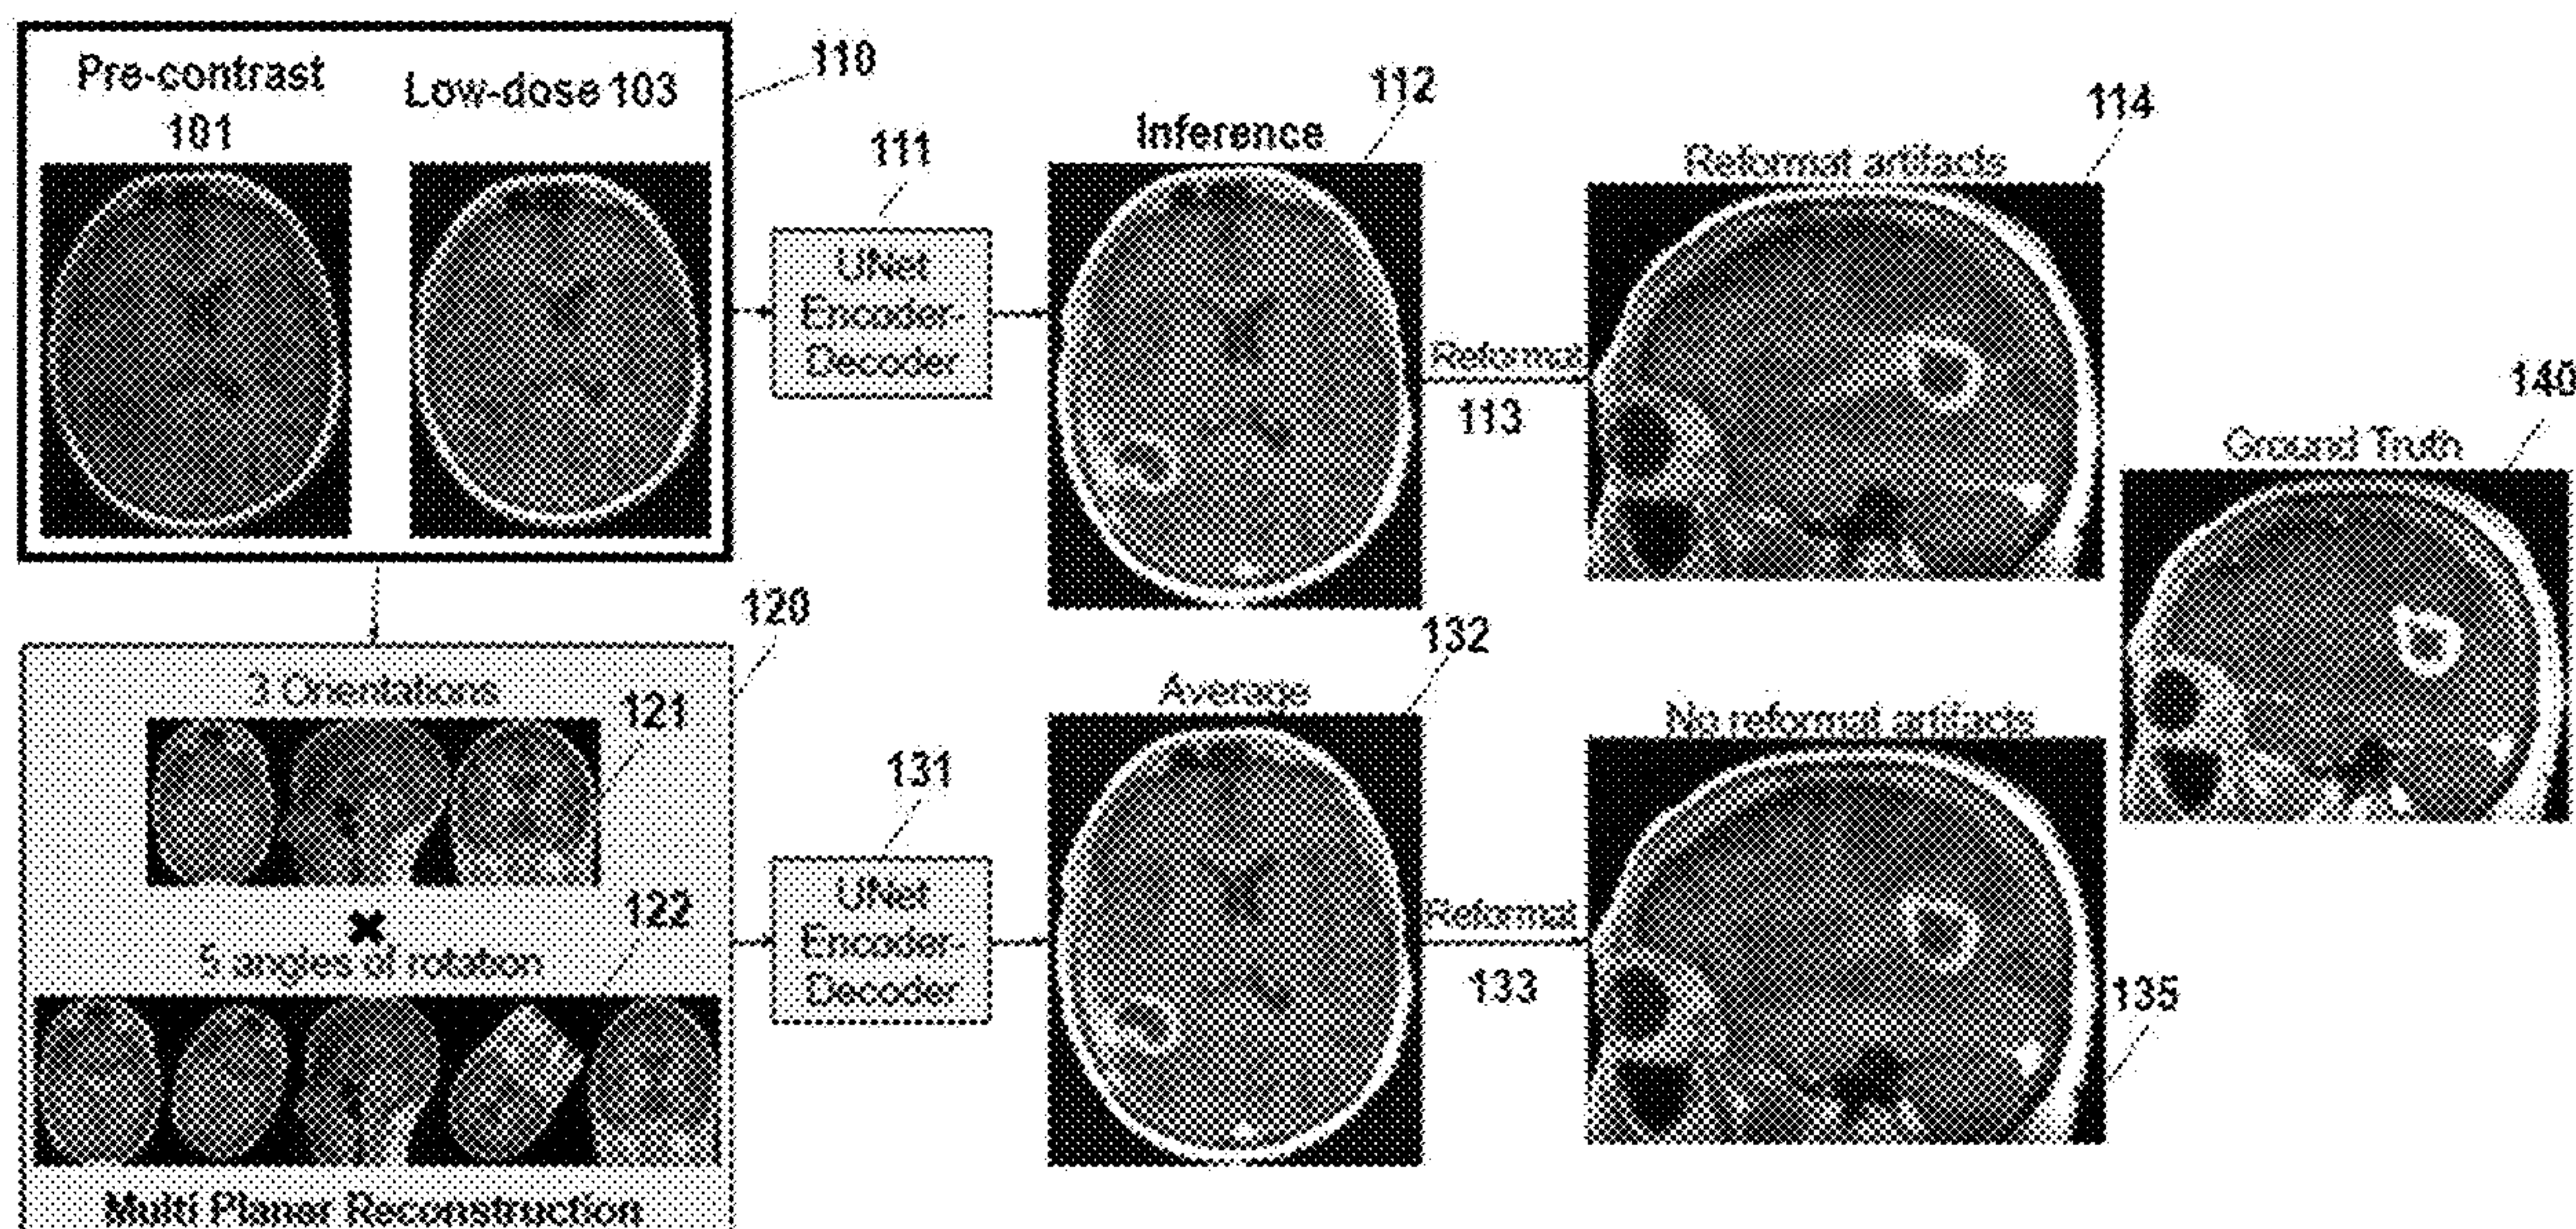 Pre-contrast
101
Low-dose 103
110
111
UNet
Encoder-
Decoder
Inference
112
Reformat
113
Reformat artifacts
114
Ground Truth
140
120
3 Orientations
121
✖
5 angles of rotation
122
Multi Planar Reconstruction
131
UNet
Encoder-
Decoder
Average
132
Reformat
133
No reformat artifacts
135